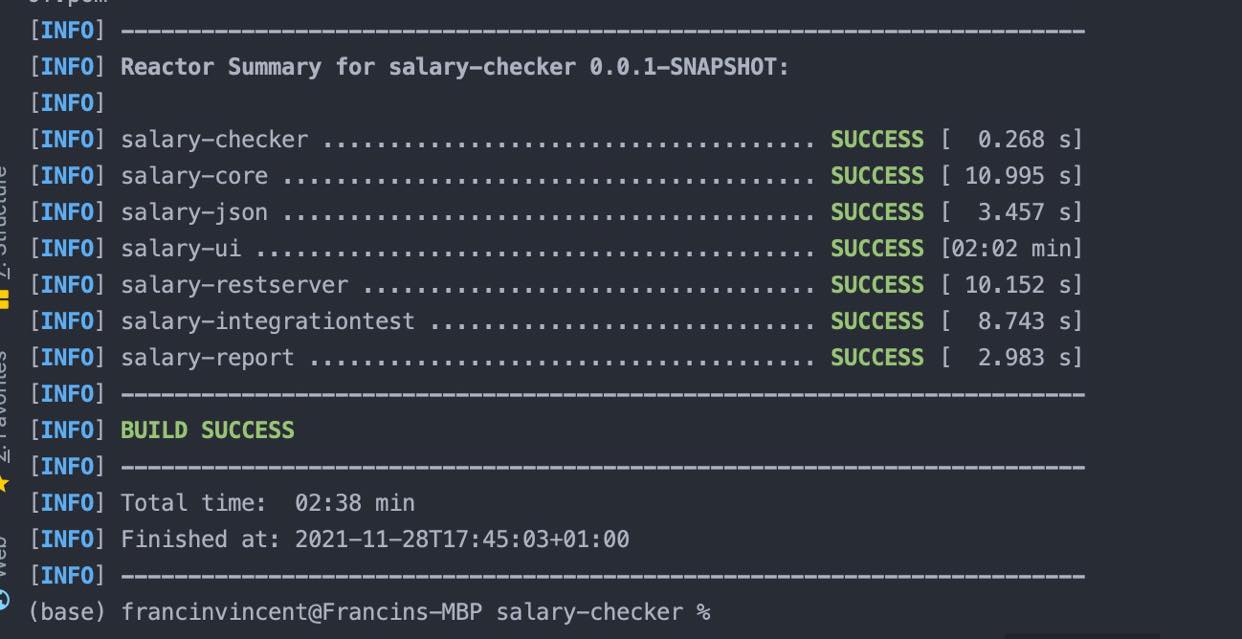 [INFO] ------------------------------------------------------------------------
[INFO] Reactor Summary for salary-checker 0.0.1-SNAPSHOT:
[INFO]
[INFO] salary-checker ..................................... SUCCESS [  0.268 s]
[INFO] salary-core ........................................ SUCCESS [ 10.995 s]
[INFO] salary-json ........................................ SUCCESS [  3.457 s]
[INFO] salary-ui .......................................... SUCCESS [02:02 min]
[INFO] salary-restserver .................................. SUCCESS [ 10.152 s]
[INFO] salary-integrationtest ............................. SUCCESS [  8.743 s]
[INFO] salary-report ...................................... SUCCESS [  2.983 s]
[INFO] ------------------------------------------------------------------------
[INFO] BUILD SUCCESS
[INFO] ------------------------------------------------------------------------
[INFO] Total time:  02:38 min
[INFO] Finished at: 2021-11-28T17:45:03+01:00
[INFO] ------------------------------------------------------------------------
(base) francinvincent@Francins-MBP salary-checker %
7: Structure
2: Favorites
Web